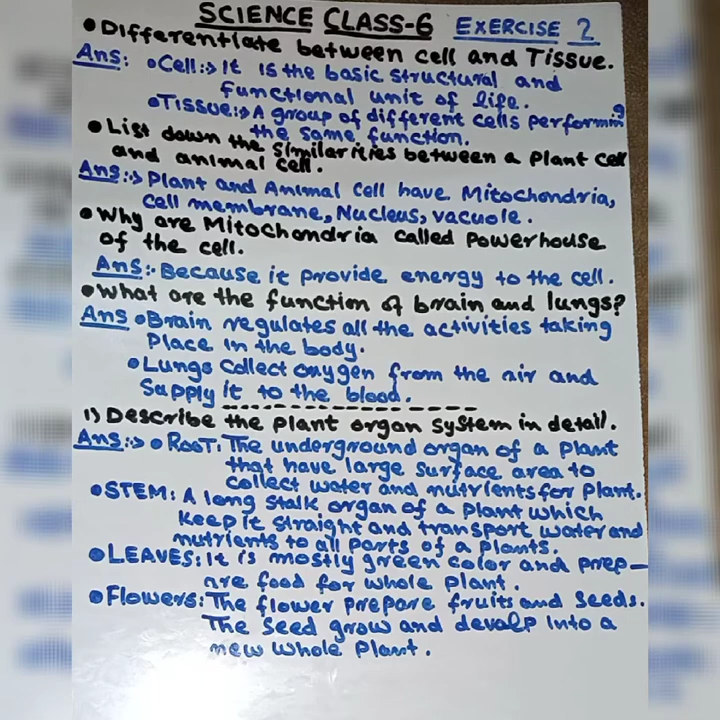 SCIENCE CLASS-6 EXERCISE 2
• Differentiate between cell and Tissue.
Ans: • Cell:→ It is the basic structural and
functional unit of life.
• Tissue:→ A group of different cells performing
the same function.
• List down the similarities between a Plant cell
and animal cell.
Ans:→ Plant and Animal cell have Mitochondria,
cell membrane, Nucleus, vacuole.
• Why are Mitochondria called powerhouse
of the cell.
Ans:- Because it provide energy to the cell.
• What are the function of brain and lungs?
Ans • Brain regulates all the activities taking
Place in the body.
• Lungs collect oxygen from the air and
Supply it to the blood.
1) Describe the plant organ system in detail.
Ans:→ • Root: The underground organ of a plant
that have large surface area to
collect water and nutrients for plant.
• STEM: A long stalk organ of a plant which
keep it straight and transport water and
nutrients to all parts of a plants.
• LEAVES: It is mostly green color and prep-
are food for whole plant.
• Flowers: The flower prepare fruits and seeds.
The seed grow and devalp into a
new whole plant.